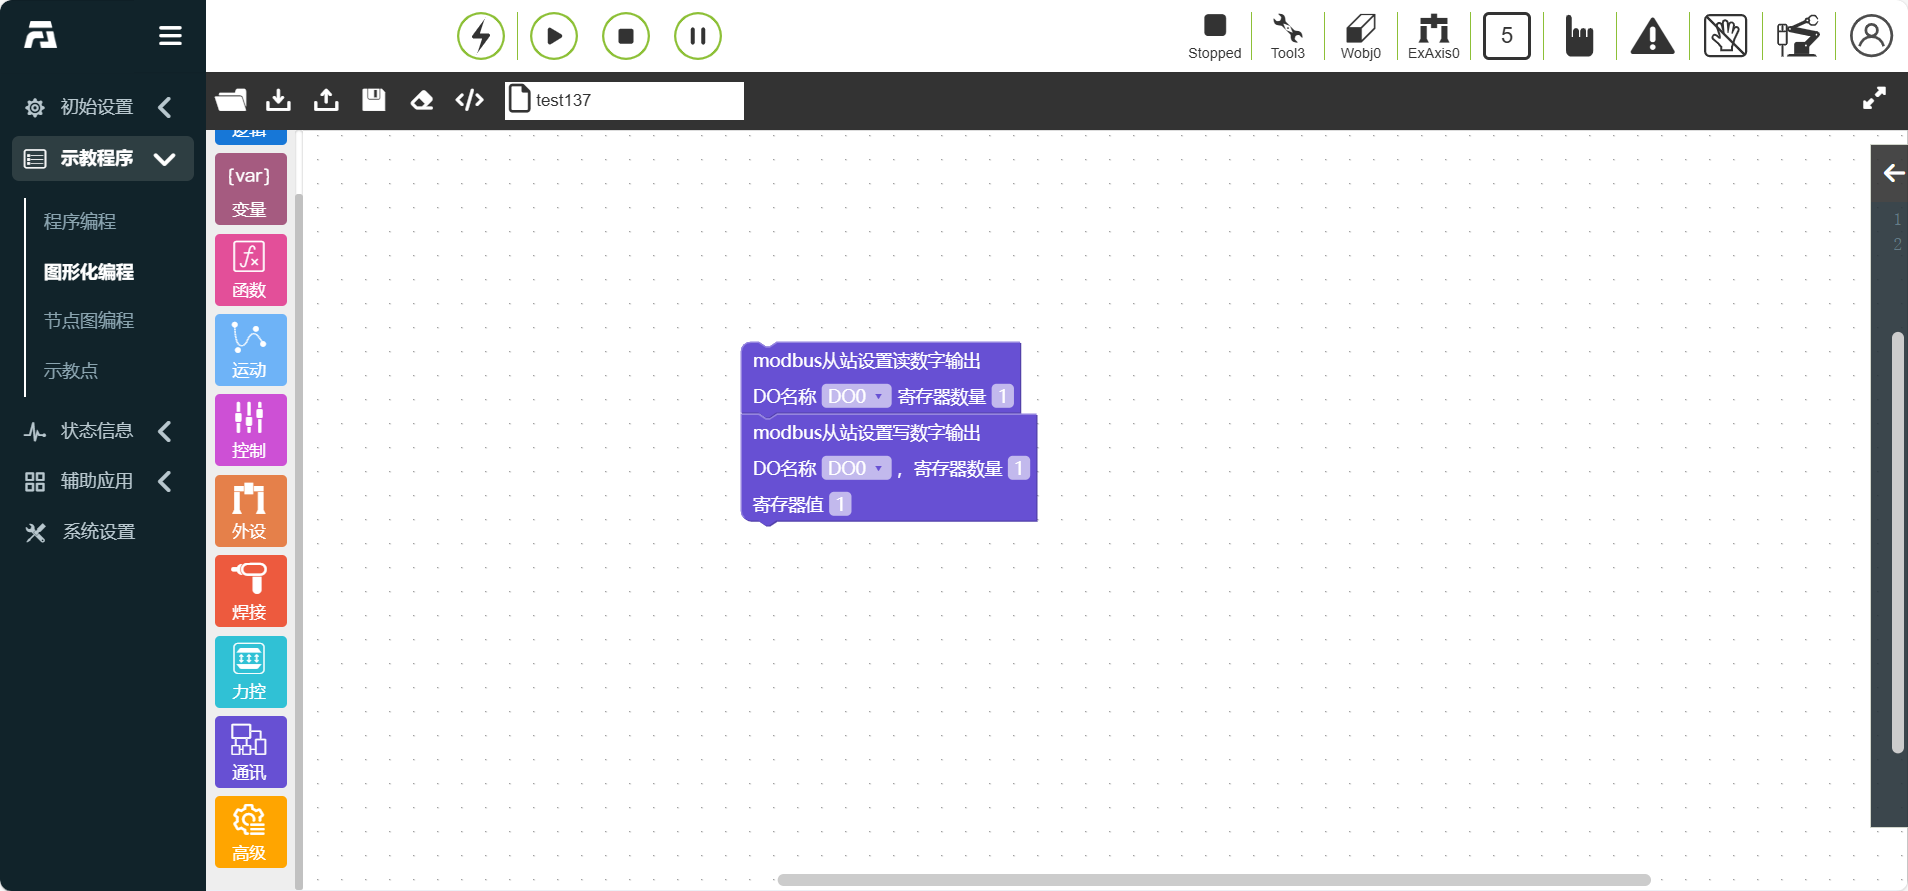 Stopped
Tool3
Wobj0
ExAxis0
5
test137
初始设置
示教程序
程序编程
图形化编程
节点图编程
示教点
状态信息
辅助应用
系统设置
逻辑
{var}
变量
函数
运动
控制
外设
焊接
力控
通讯
高级
modbus从站设置读数字输出
DO名称 DO0 寄存器数量 1
modbus从站设置写数字输出
DO名称 DO0 ，寄存器数量 1
寄存器值 1
1
2